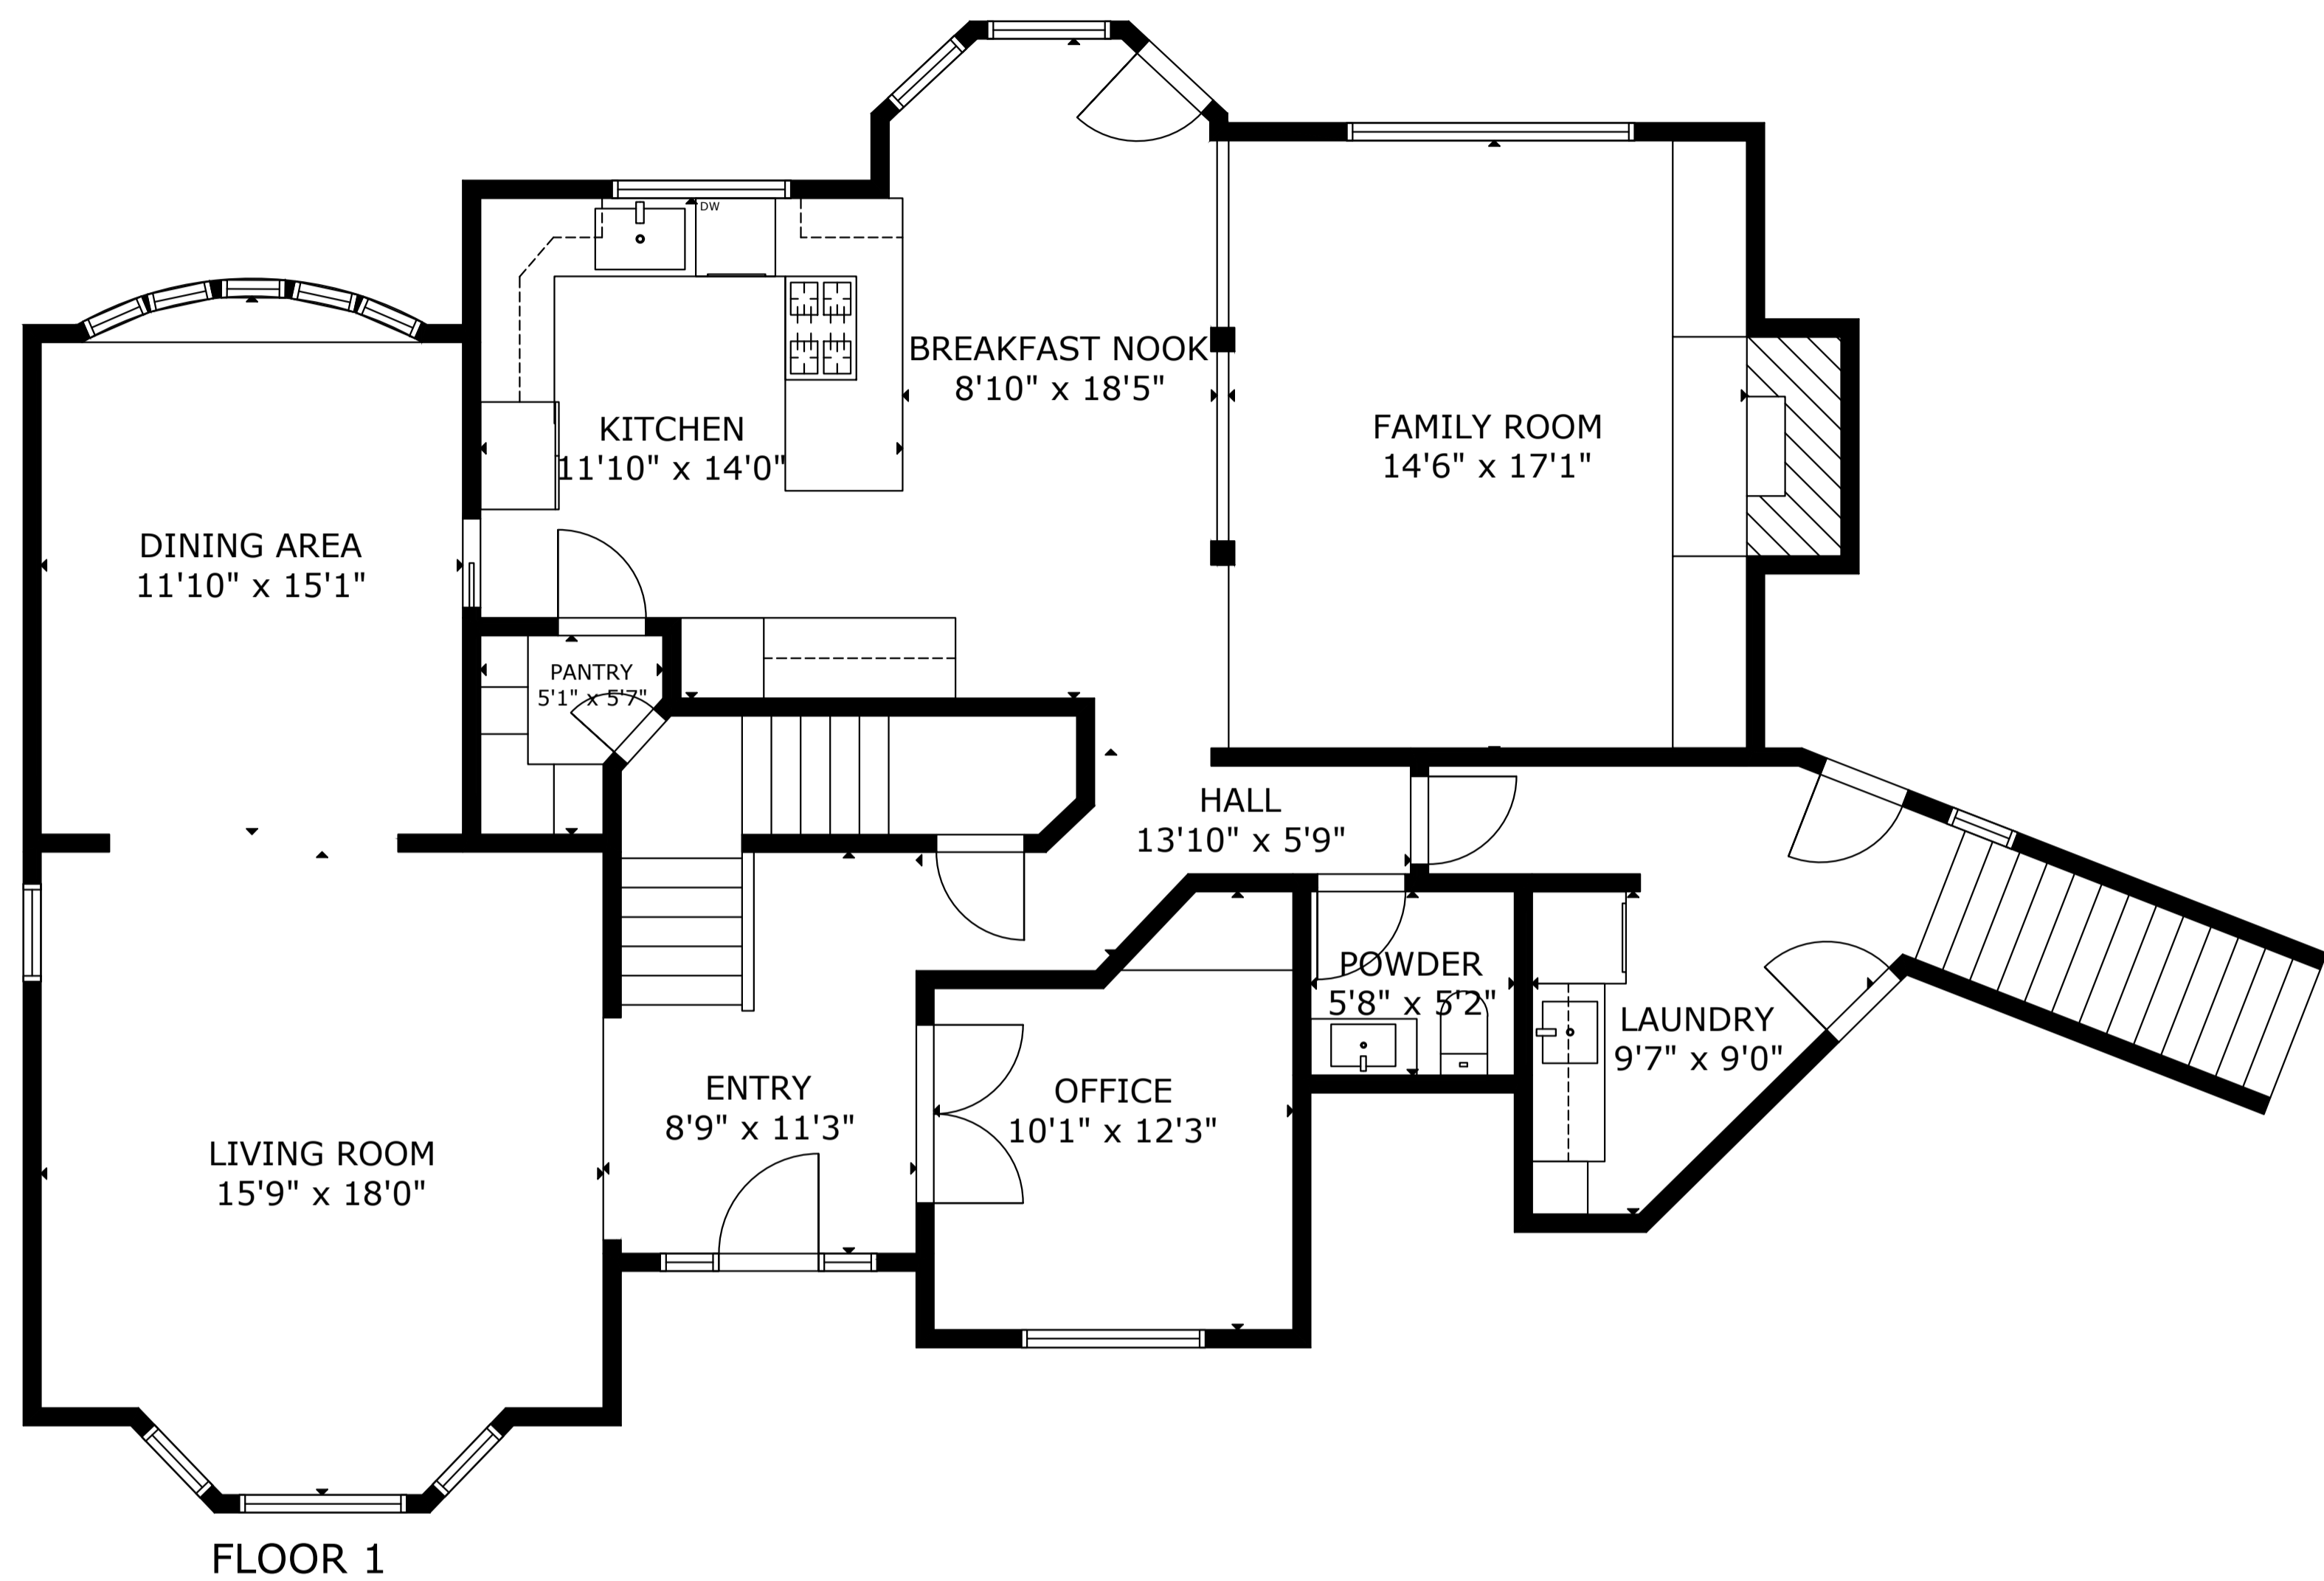 DW
BREAKFAST NOOK
8'10" x 18'5"
KITCHEN
11'10" x 14'0"
FAMILY ROOM
14'6" x 17'1"
DINING AREA
11'10" x 15'1"
PANTRY
5'1" x 5'7"
HALL
13'10" x 5'9"
POWDER
5'8" x 5'2"
LAUNDRY
9'7" x 9'0"
ENTRY
8'9" x 11'3"
OFFICE
10'1" x 12'3"
LIVING ROOM
15'9" x 18'0"
FLOOR 1